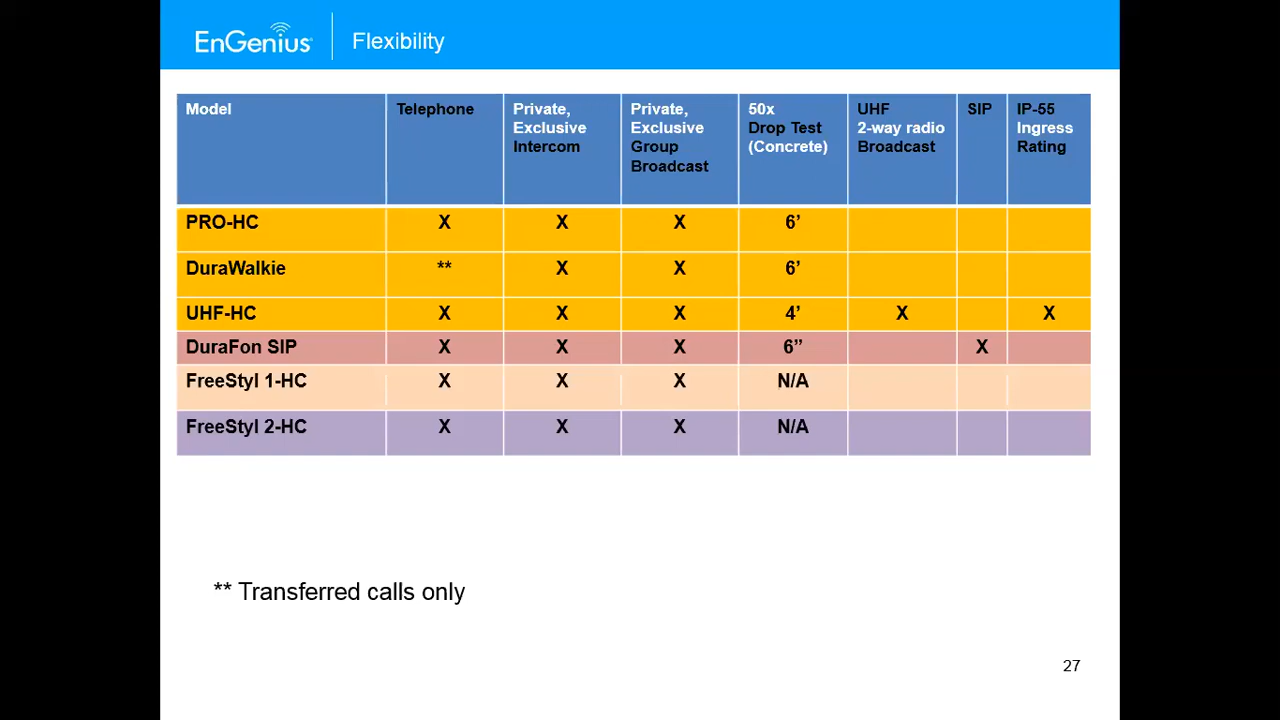 EnGenius
Flexibility
Model Telephone Private, Exclusive Intercom Private, Exclusive Group Broadcast 50x Drop Test (Concrete) UHF 2-way radio Broadcast SIP IP-55 Ingress Rating
PRO-HC X X X 6’
DuraWalkie ** X X 6’
UHF-HC X X X 4’ X X
DuraFon SIP X X X 6” X
FreeStyl 1-HC X X X N/A
FreeStyl 2-HC X X X N/A
** Transferred calls only
27